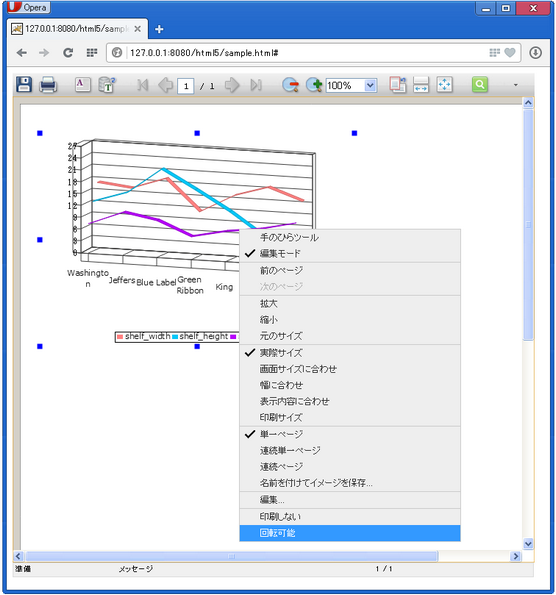 Opera
127.0.0.1:8080/html5/sample
127.0.0.1:8080/html5/sample.html#
1 / 1 100%
27
24
21
18
15
12
9
6
3
0
Washington Jeffers Blue Label Green Ribbon King
shelf_width shelf_height
手のひらツール
編集モード
前のページ
次のページ
拡大
縮小
元のサイズ
実際サイズ
画面サイズに合わせ
幅に合わせ
表示内容に合わせ
印刷サイズ
単一ページ
連続単一ページ
連続ページ
名前を付けてイメージを保存...
編集...
印刷しない
回転可能
準備 メッセージ 1 / 1